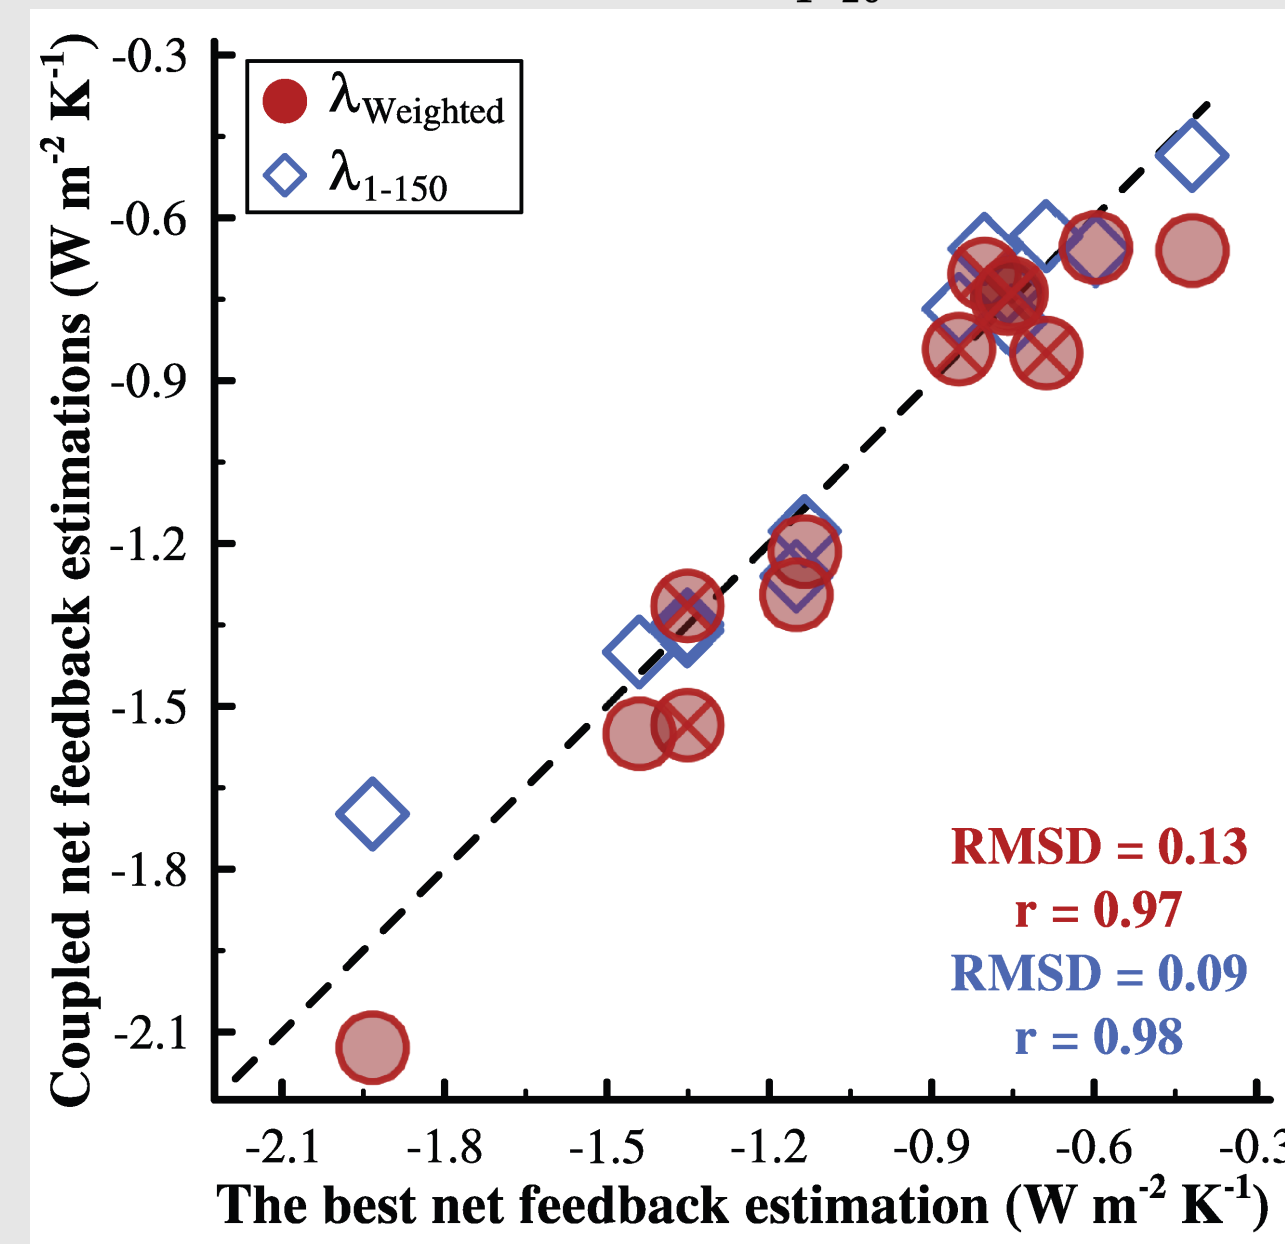 -0.3
-0.6
-0.9
-1.2
-1.5
-1.8
-2.1
Coupled net feedback estimations (W m⁻² K⁻¹)
λWeighted
λ1-150
RMSD = 0.13
r = 0.97
RMSD = 0.09
r = 0.98
-2.1 -1.8 -1.5 -1.2 -0.9 -0.6 -0.3
The best net feedback estimation (W m⁻² K⁻¹)